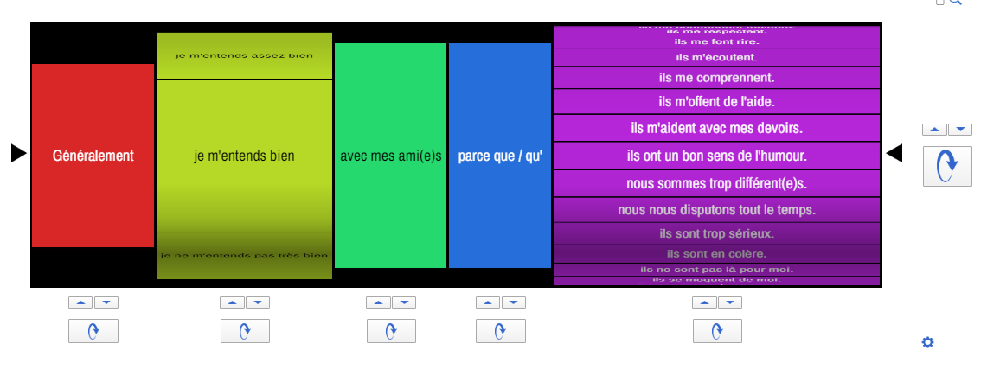 Généralement
je m'entends assez bien
je m'entends bien
je ne m'entends pas très bien
avec mes ami(e)s
parce que / qu'
ils me respectent.
ils me font rire.
ils m'écoutent.
ils me comprennent.
ils m'offent de l'aide.
ils m'aident avec mes devoirs.
ils ont un bon sens de l'humour.
nous sommes trop différent(e)s.
nous nous disputons tout le temps.
ils sont trop sérieux.
ils sont en colère.
ils ne sont pas là pour moi.
ils se moquent de moi.